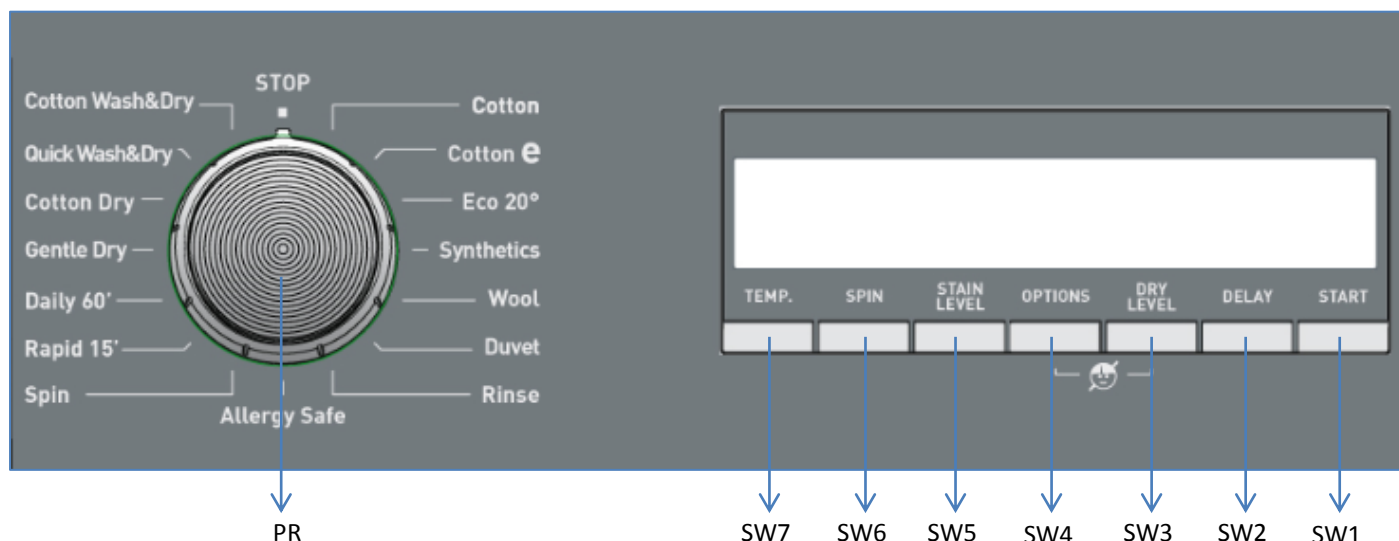 STOP
Cotton Wash&Dry
Quick Wash&Dry
Cotton Dry
Gentle Dry
Daily 60'
Rapid 15'
Spin
Allergy Safe
Cotton
Cotton e
Eco 20°
Synthetics
Wool
Duvet
Rinse
TEMP.
SPIN
STAIN
LEVEL
OPTIONS
DRY
LEVEL
DELAY
START
PR
SW7
SW6
SW5
SW4
SW3
SW2
SW1